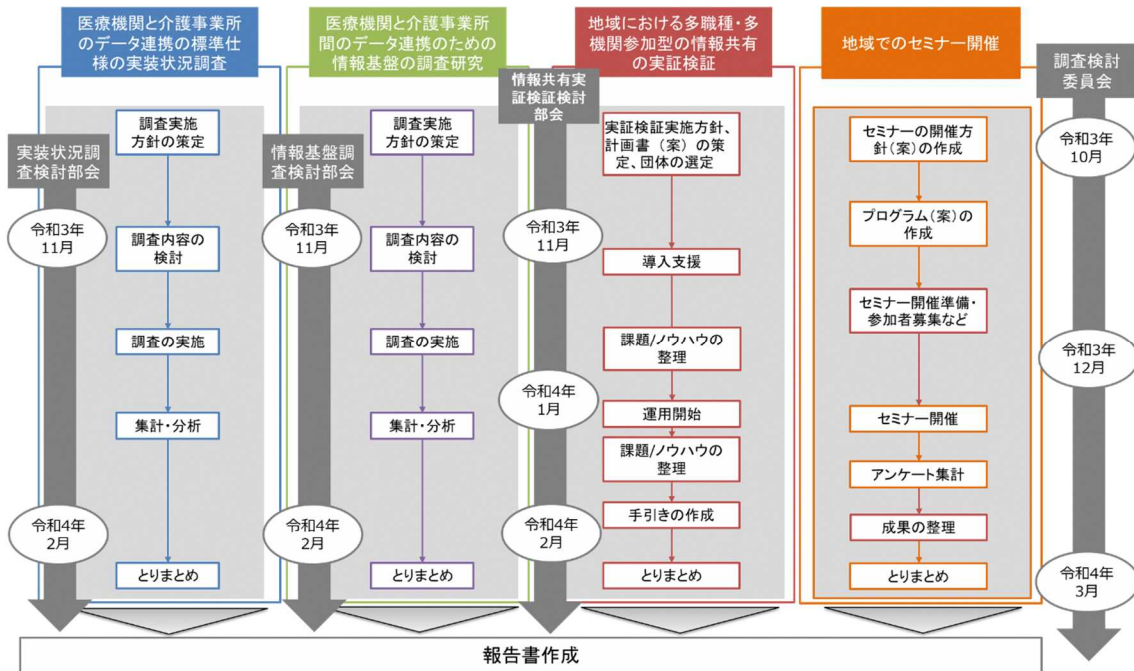 医療機関と介護事業所
のデータ連携の標準仕
様の実装状況調査
実装状況調
査検討部会
令和3年
11月
令和4年
2月
調査実施
方針の策定
調査内容の
検討
調査の実施
集計・分析
とりまとめ
医療機関と介護事業所
間のデータ連携のための
情報基盤の調査研究
情報基盤調
査検討部会
令和3年
11月
令和4年
2月
調査実施
方針の策定
調査内容の
検討
調査の実施
集計・分析
とりまとめ
地域における多職種・多
機関参加型の情報共有
の実証検証
情報共有実
証検証検討
部会
令和3年
11月
令和4年
1月
令和4年
2月
実証検証実施方針、
計画書（案）の策
定、団体の選定
導入支援
課題/ノウハウの
整理
運用開始
課題/ノウハウの
整理
手引きの作成
とりまとめ
地域でのセミナー開催
セミナーの開催方
針(案)の作成
プログラム(案)の
作成
セミナー開催準備・
参加者募集など
セミナー開催
アンケート集計
成果の整理
とりまとめ
調査検討
委員会
令和3年
10月
令和3年
12月
令和4年
3月
報告書作成